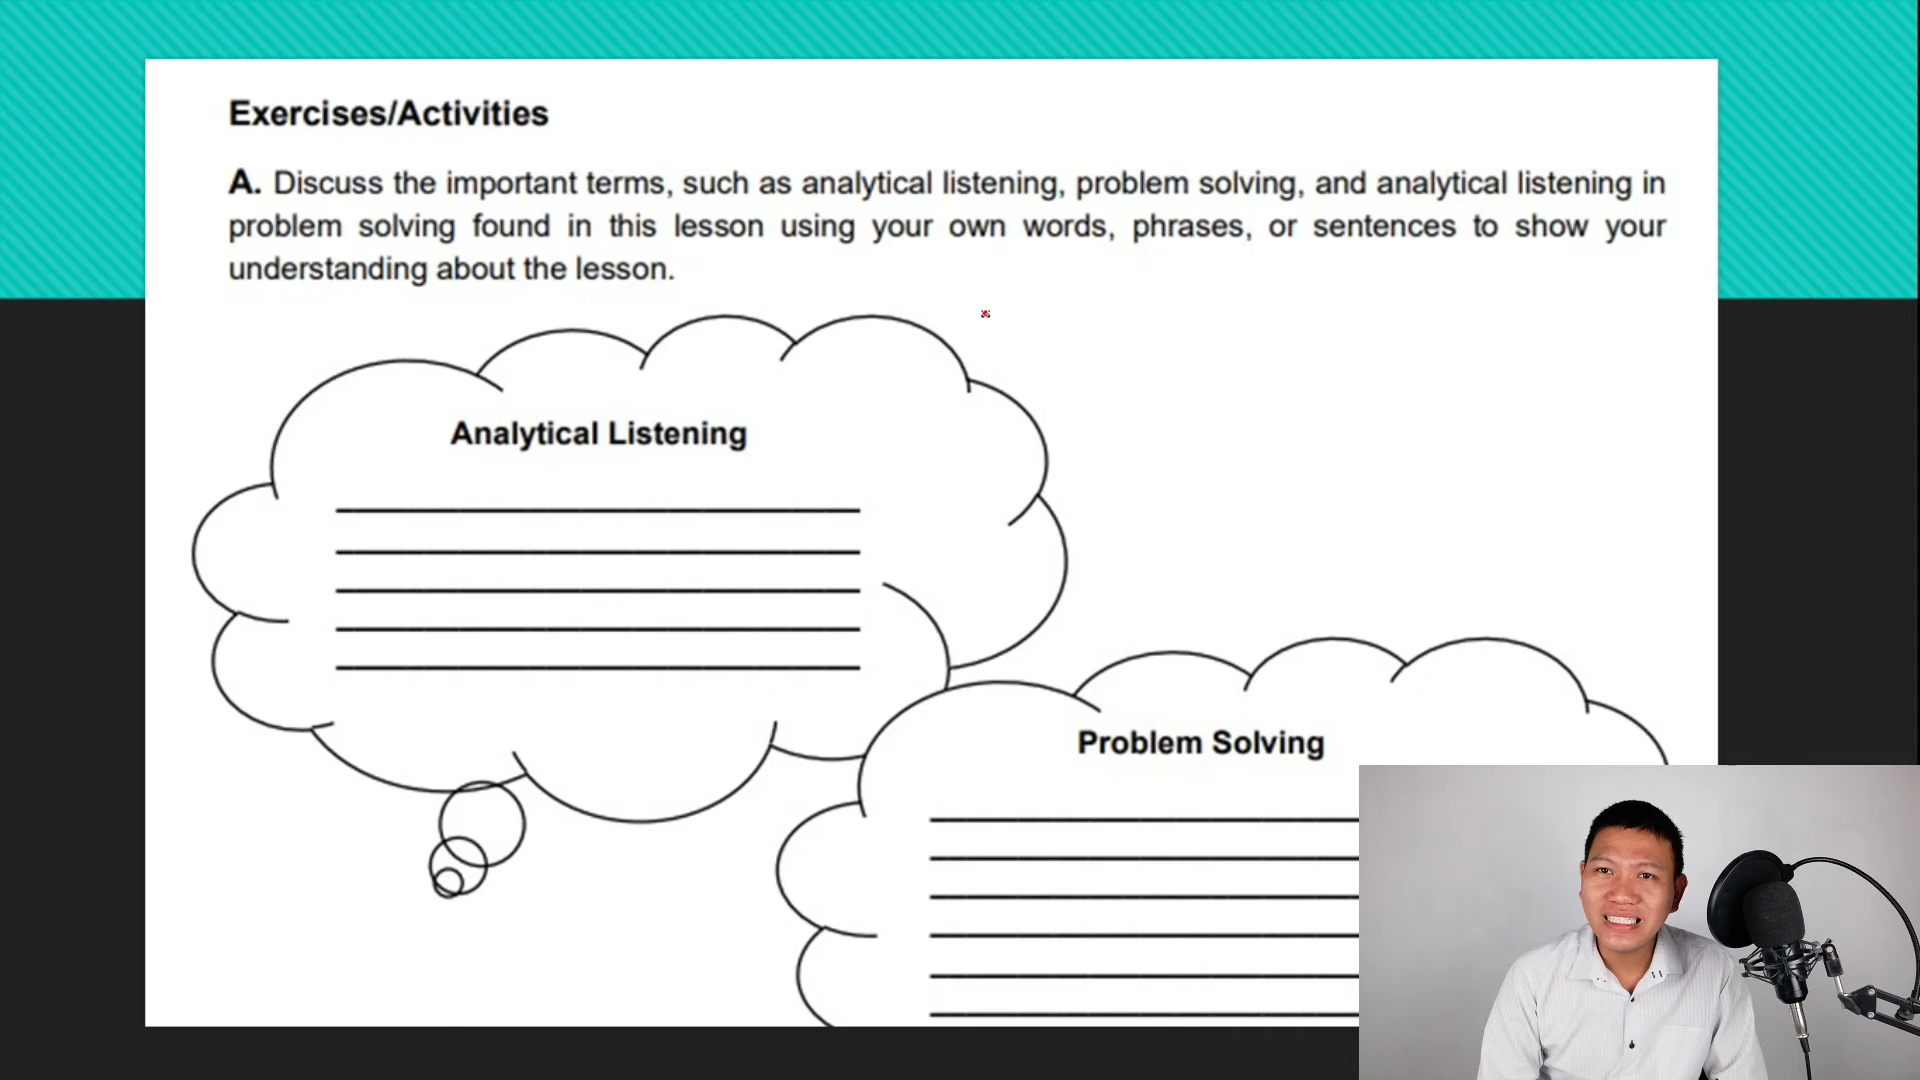 Exercises/Activities
A. Discuss the important terms, such as analytical listening, problem solving, and analytical listening in
problem solving found in this lesson using your own words, phrases, or sentences to show your
understanding about the lesson.
Analytical Listening
Problem Solving